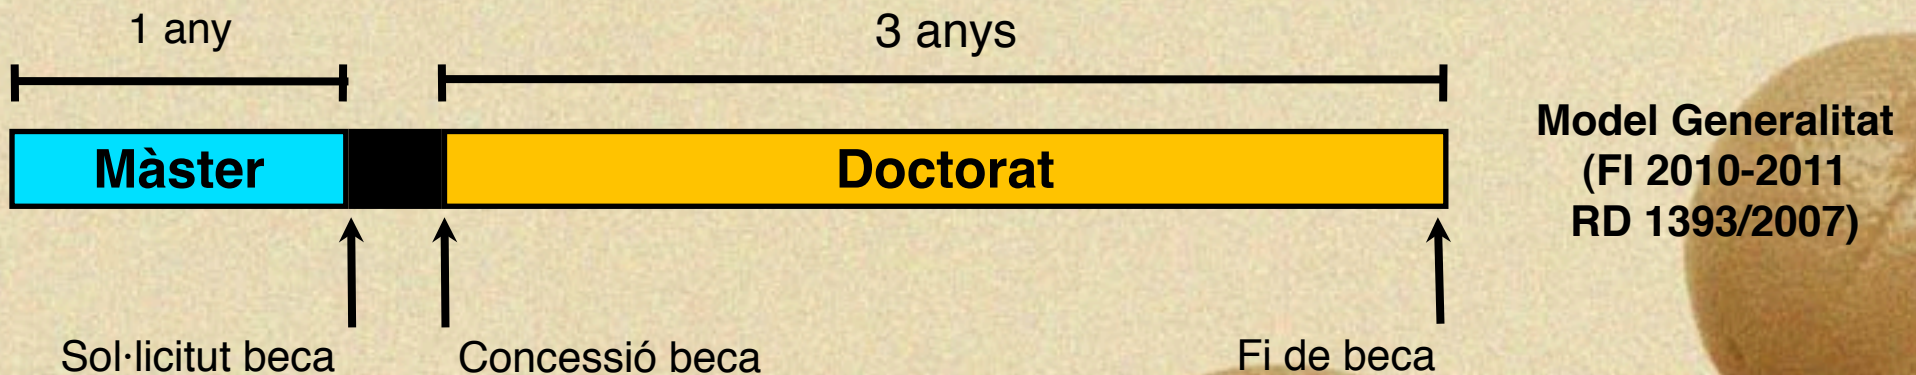 1 any
3 anys
Màster
Doctorat
Model Generalitat
(FI 2010-2011
RD 1393/2007)
Sol·licitut beca
Concessió beca
Fi de beca